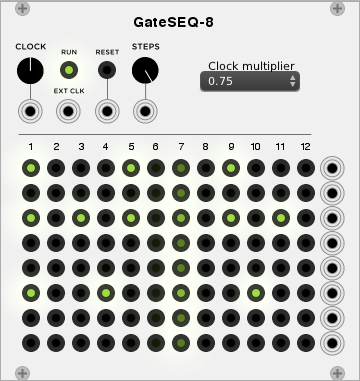 GateSEQ-8
CLOCK RUN RESET STEPS
EXT CLK
Clock multiplier
0.75
1 2 3 4 5 6 7 8 9 10 11 12